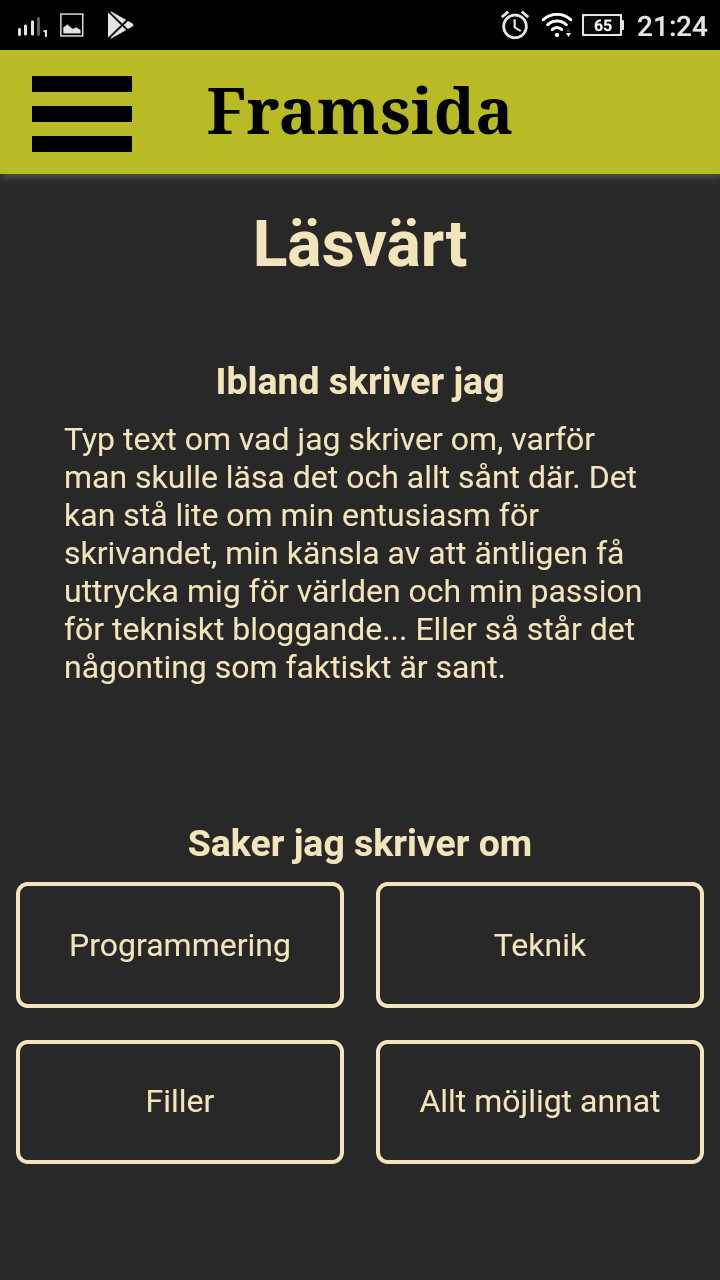 65 21:24
Framsida
Läsvärt
Ibland skriver jag
Typ text om vad jag skriver om, varför
man skulle läsa det och allt sånt där. Det
kan stå lite om min entusiasm för
skrivandet, min känsla av att äntligen få
uttrycka mig för världen och min passion
för tekniskt bloggande... Eller så står det
någonting som faktiskt är sant.
Saker jag skriver om
Programmering
Teknik
Filler
Allt möjligt annat